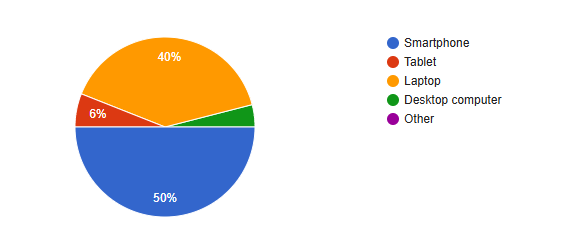 40%
6%
50%
Smartphone
Tablet
Laptop
Desktop computer
Other